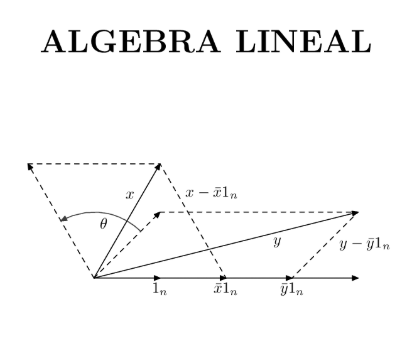 ALGEBRA LINEAL
x
x − x̄1ₙ
θ
y
y − ȳ1ₙ
1ₙ
x̄1ₙ
ȳ1ₙ